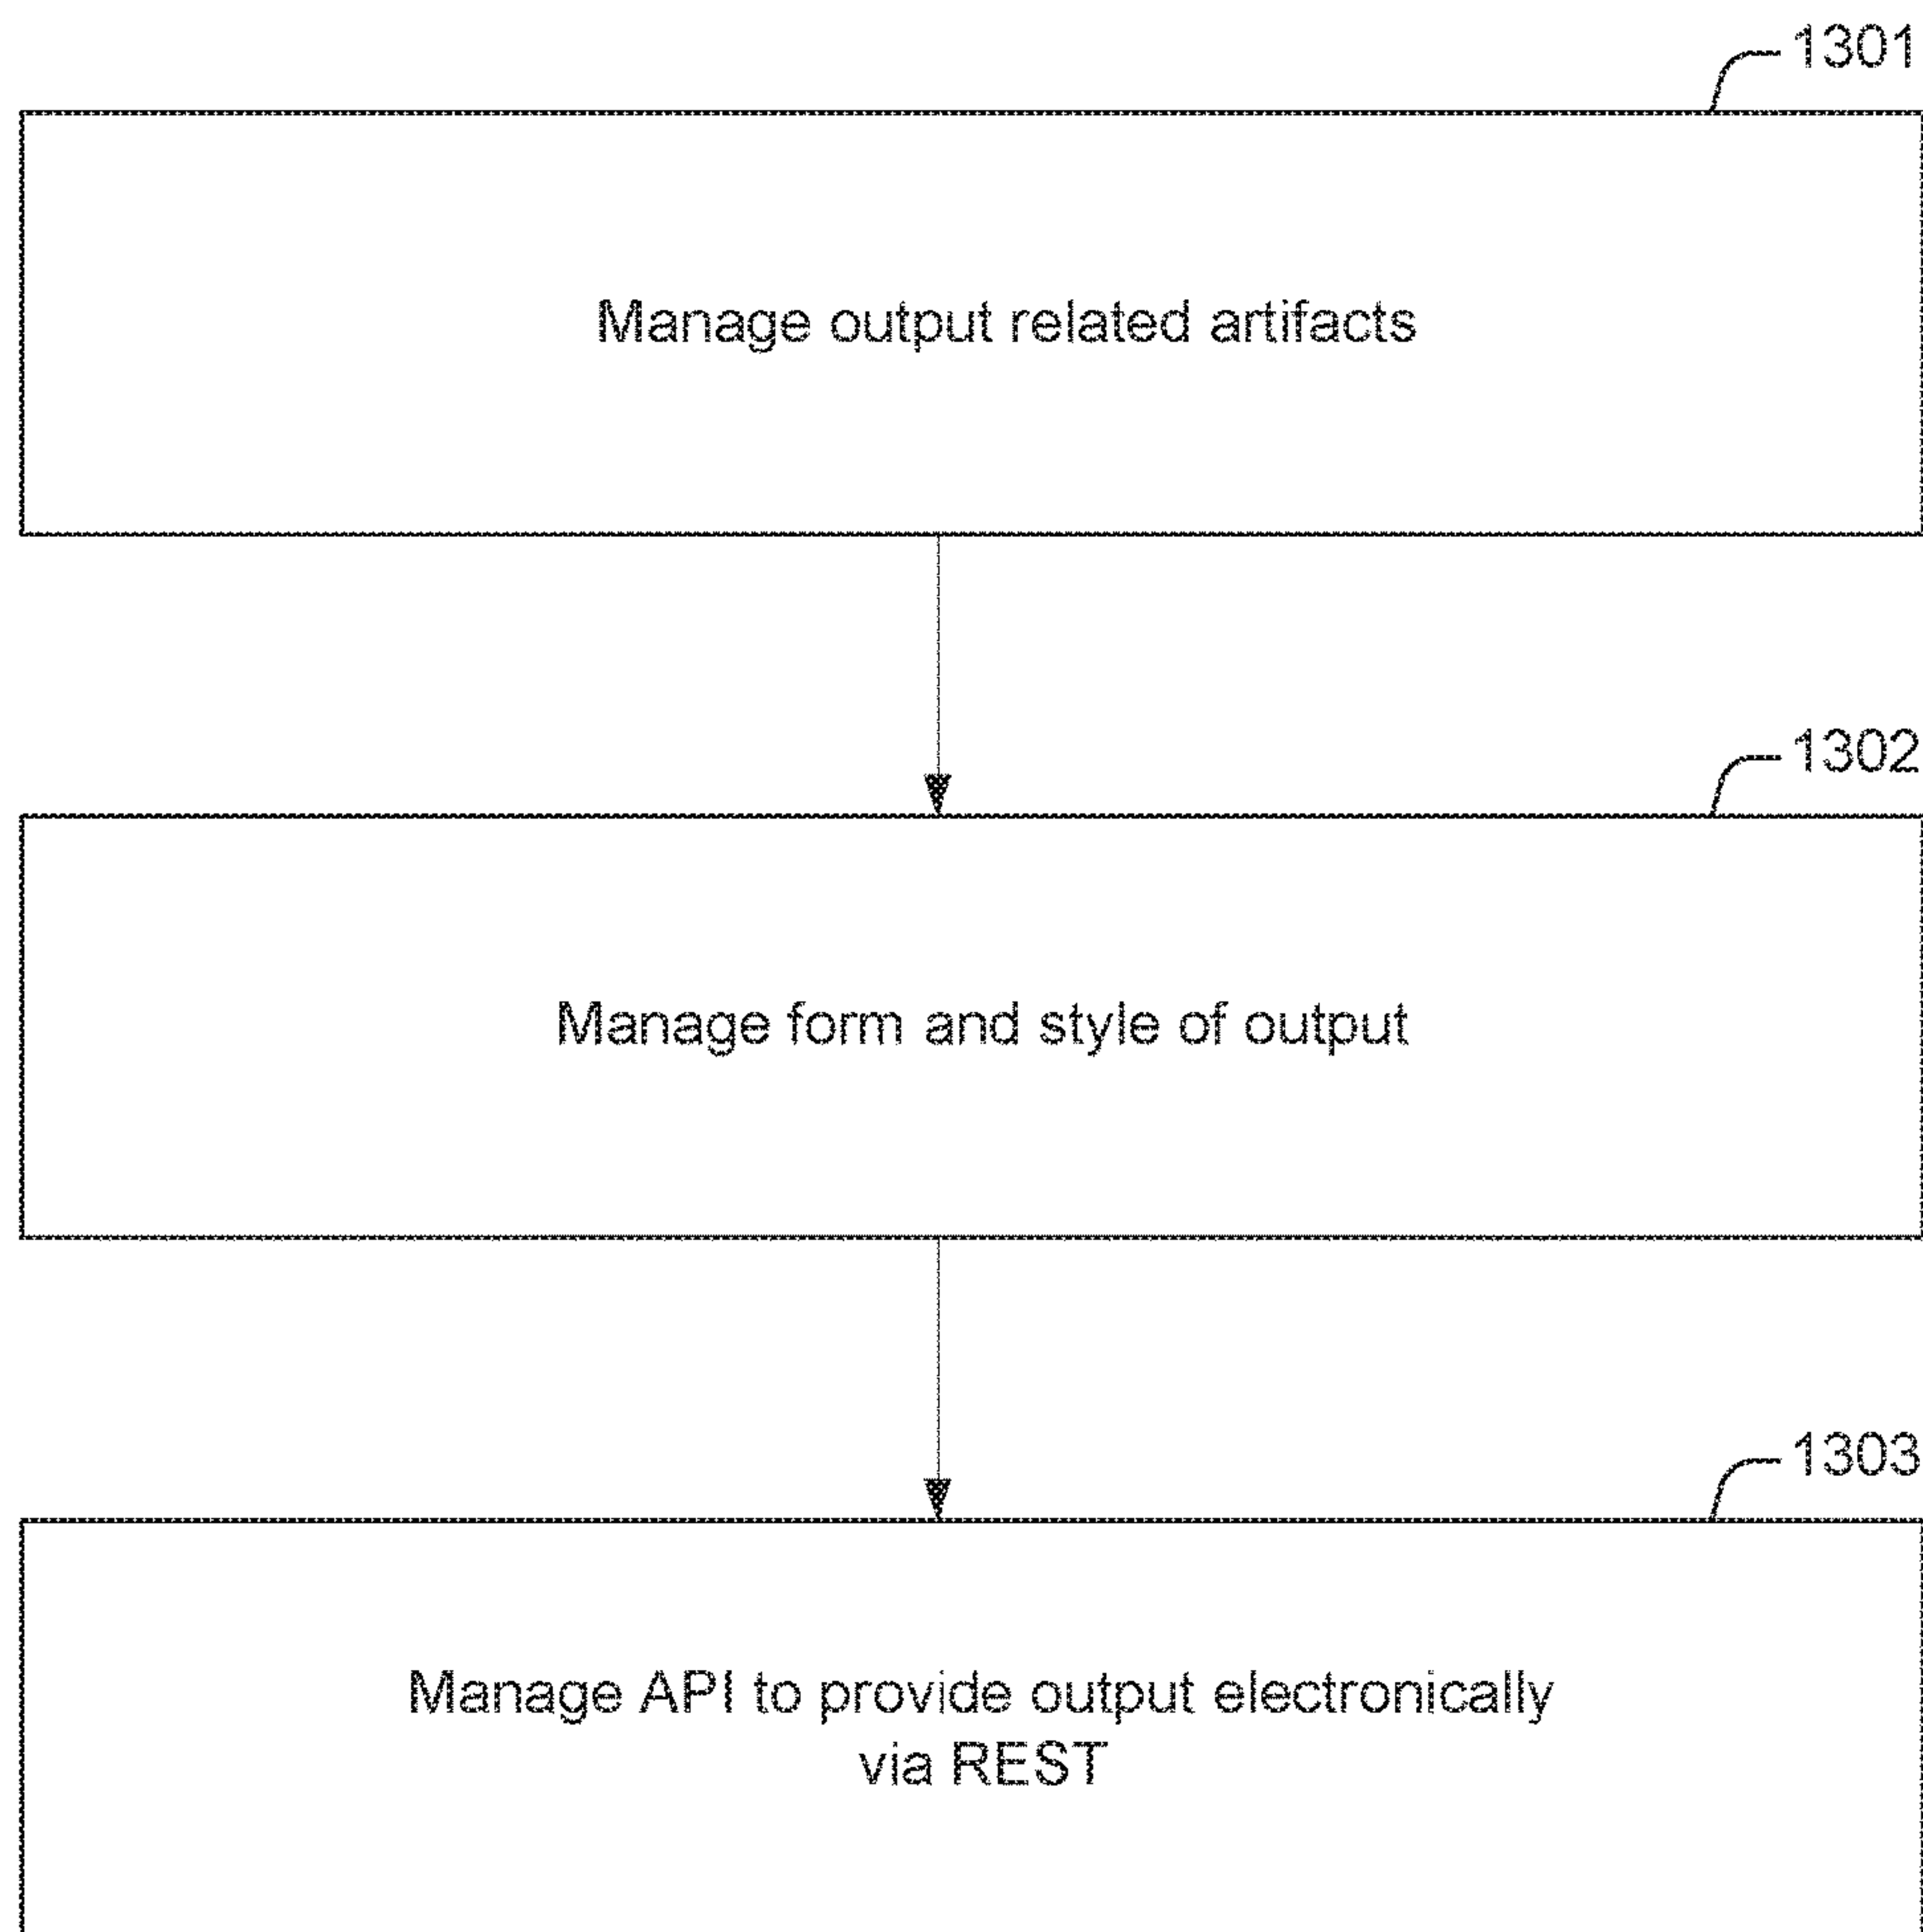 1301
Manage output related artifacts
1302
Manage form and style of output
1303
Manage API to provide output electronically
via REST